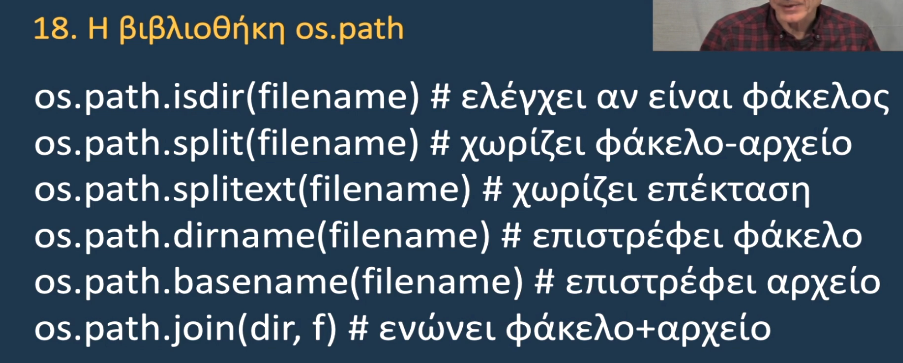 18. Η βιβλιοθήκη os.path
os.path.isdir(filename) # ελέγχει αν είναι φάκελος
os.path.split(filename) # χωρίζει φάκελο-αρχείο
os.path.splitext(filename) # χωρίζει επέκταση
os.path.dirname(filename) # επιστρέφει φάκελο
os.path.basename(filename) # επιστρέφει αρχείο
os.path.join(dir, f) # ενώνει φάκελο+αρχείο